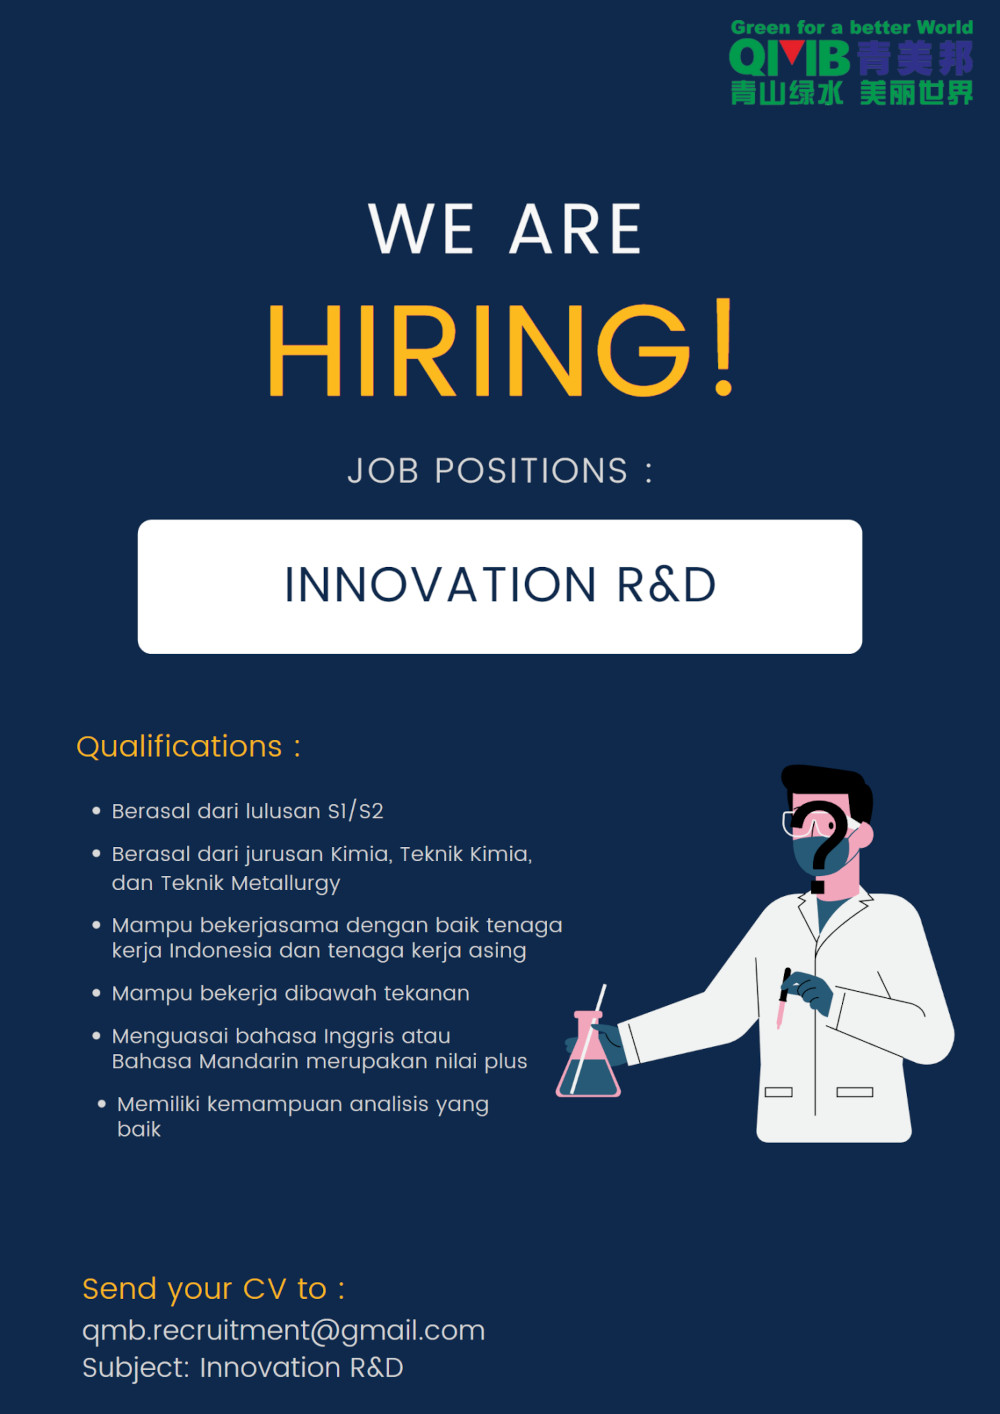 Green for a better World
QMB 青美邦
青山绿水 美丽世界
WE ARE
HIRING!
JOB POSITIONS :
INNOVATION R&D
Qualifications :
• Berasal dari lulusan S1/S2
• Berasal dari jurusan Kimia, Teknik Kimia,
dan Teknik Metallurgy
• Mampu bekerjasama dengan baik tenaga
kerja Indonesia dan tenaga kerja asing
• Mampu bekerja dibawah tekanan
• Menguasai bahasa Inggris atau
Bahasa Mandarin merupakan nilai plus
• Memiliki kemampuan analisis yang
baik
?
Send your CV to :
qmb.recruitment@gmail.com
Subject: Innovation R&D